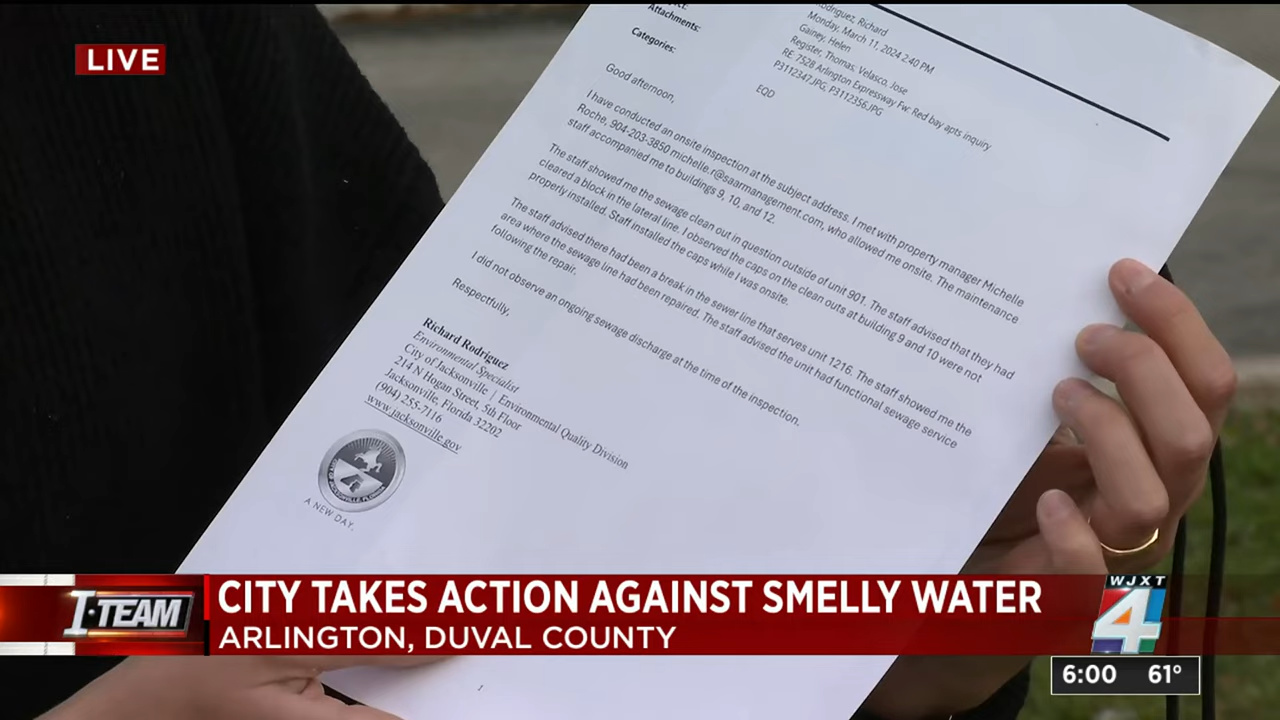 LIVE
Attachments:
Categories:
Rodriguez, Richard
Monday, March 11, 2024 2:40 PM
Gainey, Helen
Register, Thomas; Velasco, Jose
RE: 7528 Arlington Expressway Fw: Red bay apts inquiry
P3112347.JPG; P3112356.JPG
EQD
Good afternoon,
I have conducted an onsite inspection at the subject address. I met with property manager Michelle
Roche, 904-203-3850 michelle.r@saarmanagement.com, who allowed me onsite. The maintenance
staff accompanied me to buildings 9, 10, and 12.
The staff showed me the sewage clean out in question outside of unit 901. The staff advised that they had
cleared a block in the lateral line. I observed the caps on the clean outs at building 9 and 10 were not
properly installed. Staff installed the caps while I was onsite.
The staff advised there had been a break in the sewer line that serves unit 1216. The staff showed me the
area where the sewage line had been repaired. The staff advised the unit had functional sewage service
following the repair.
I did not observe an ongoing sewage discharge at the time of the inspection.
Respectfully,
Richard Rodriguez
Environmental Specialist
City of Jacksonville | Environmental Quality Division
214 N Hogan Street, 5th Floor
Jacksonville, Florida 32202
(904) 255-7116
www.jacksonville.gov
A NEW DAY.
1
I-TEAM
CITY TAKES ACTION AGAINST SMELLY WATER
ARLINGTON, DUVAL COUNTY
WJXT
4
6:00 61°